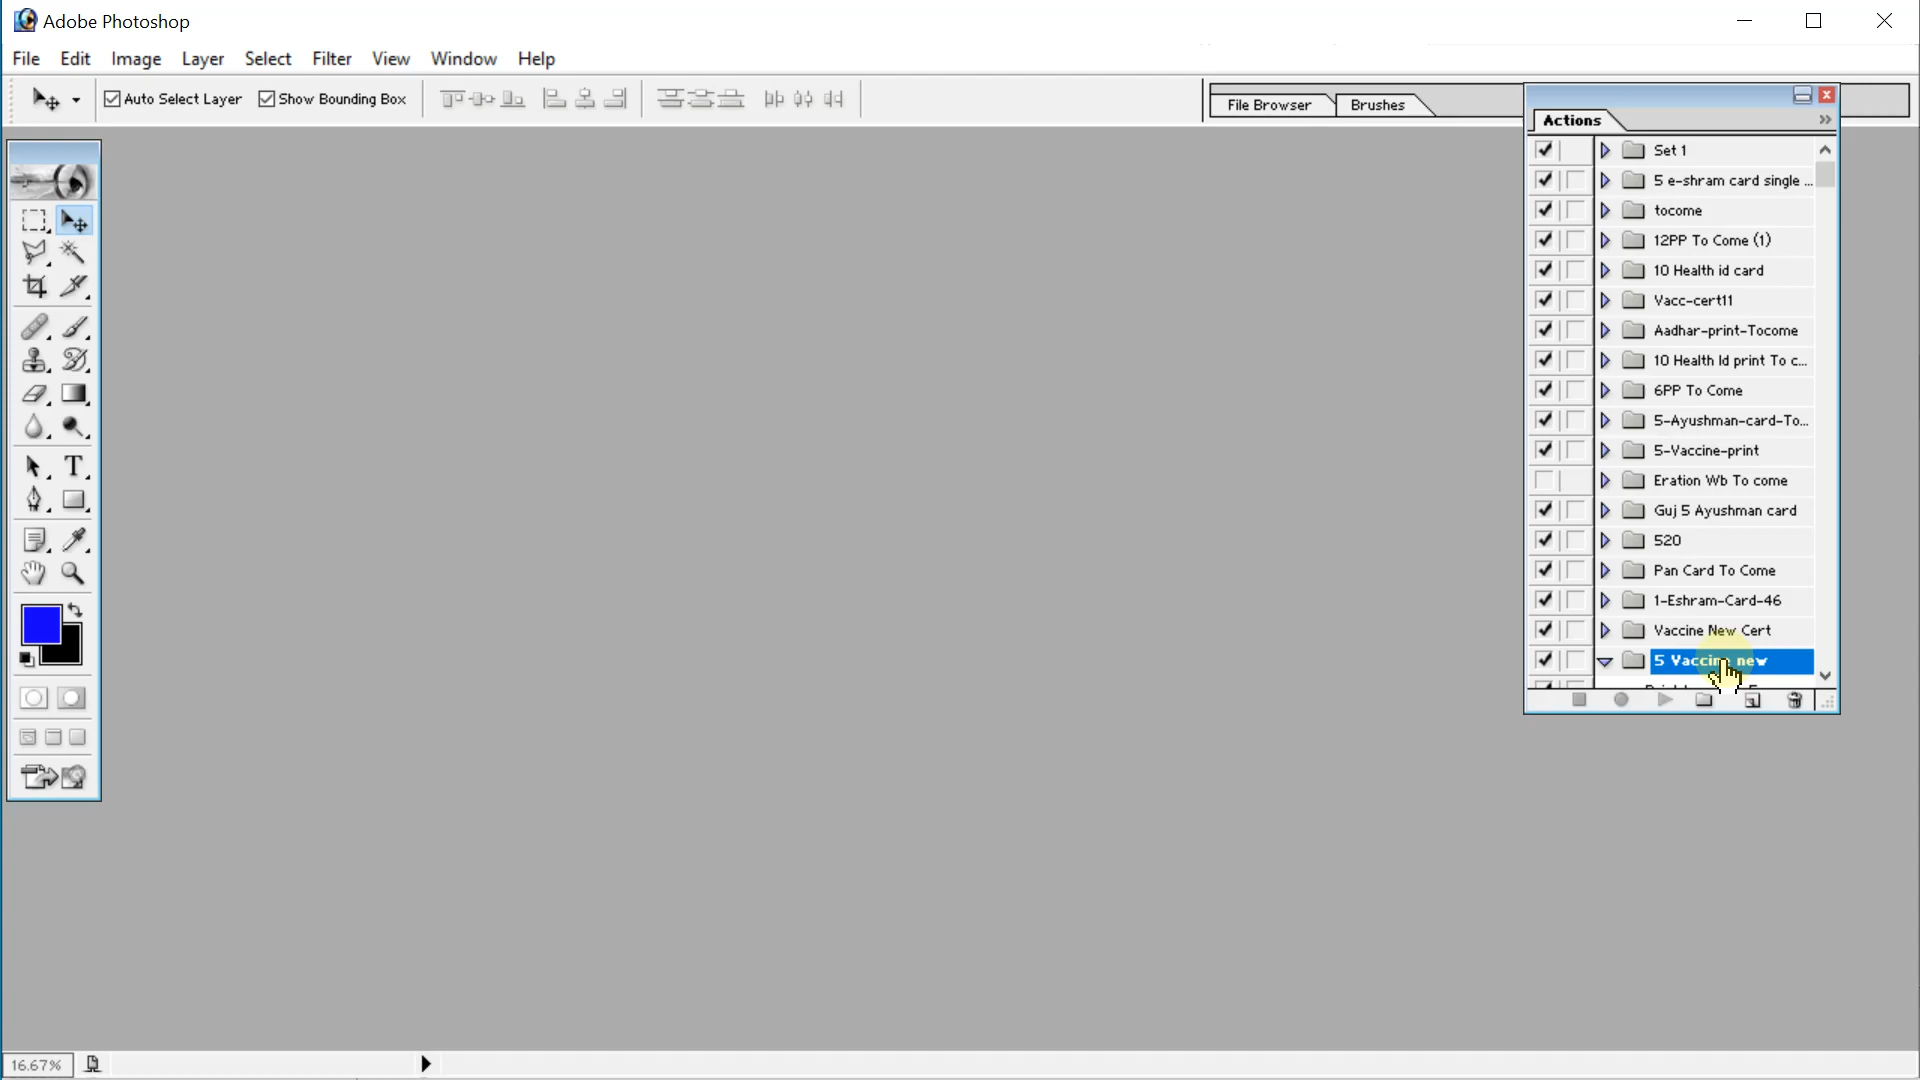 Adobe Photoshop
File Edit Image Layer Select Filter View Window Help
Auto Select Layer Show Bounding Box
File Browser Brushes
Actions
Set 1
5 e-shram card single ...
tocome
12PP To Come (1)
10 Health id card
Vacc-cert11
Aadhar-print-Tocome
10 Health Id print To c...
6PP To Come
5-Ayushman-card-To...
5-Vaccine-print
Eration Wb To come
Guj 5 Ayushman card
520
Pan Card To Come
1-Eshram-Card-46
Vaccine New Cert
5 Vaccine new
T
16.67%